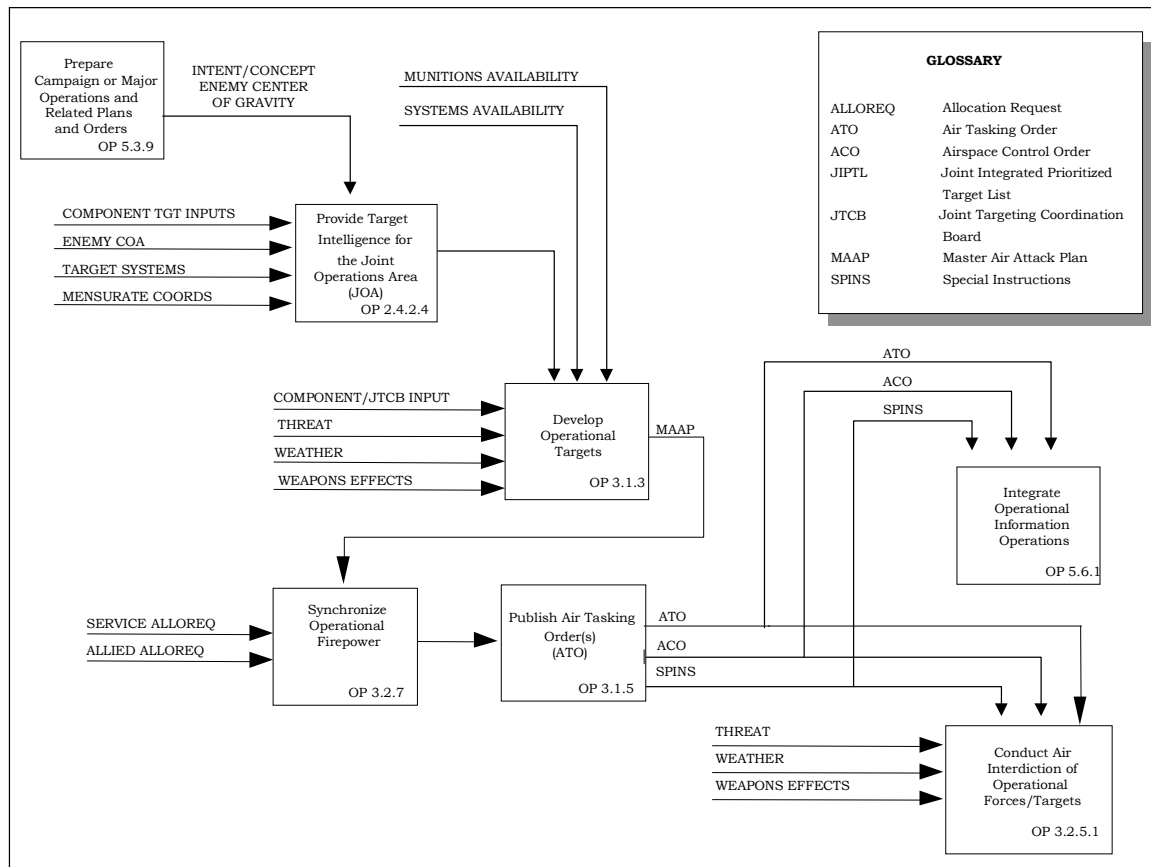 Prepare
Campaign or Major
Operations and
Related Plans
and Orders
OP 5.3.9
INTENT/CONCEPT
ENEMY CENTER
OF GRAVITY
MUNITIONS AVAILABILITY
SYSTEMS AVAILABILITY
GLOSSARY
ALLOREQ Allocation Request
ATO Air Tasking Order
ACO Airspace Control Order
JIPTL Joint Integrated Prioritized
Target List
JTCB Joint Targeting Coordination
Board
MAAP Master Air Attack Plan
SPINS Special Instructions
COMPONENT TGT INPUTS
ENEMY COA
TARGET SYSTEMS
MENSURATE COORDS
Provide Target
Intelligence for
the Joint
Operations Area
(JOA)
OP 2.4.2.4
COMPONENT/JTCB INPUT
THREAT
WEATHER
WEAPONS EFFECTS
Develop
Operational
Targets
OP 3.1.3
MAAP
ATO
ACO
SPINS
Integrate
Operational
Information
Operations
OP 5.6.1
SERVICE ALLOREQ
ALLIED ALLOREQ
Synchronize
Operational
Firepower
OP 3.2.7
Publish Air Tasking
Order(s)
(ATO)
OP 3.1.5
ATO
ACO
SPINS
THREAT
WEATHER
WEAPONS EFFECTS
Conduct Air
Interdiction of
Operational
Forces/Targets
OP 3.2.5.1